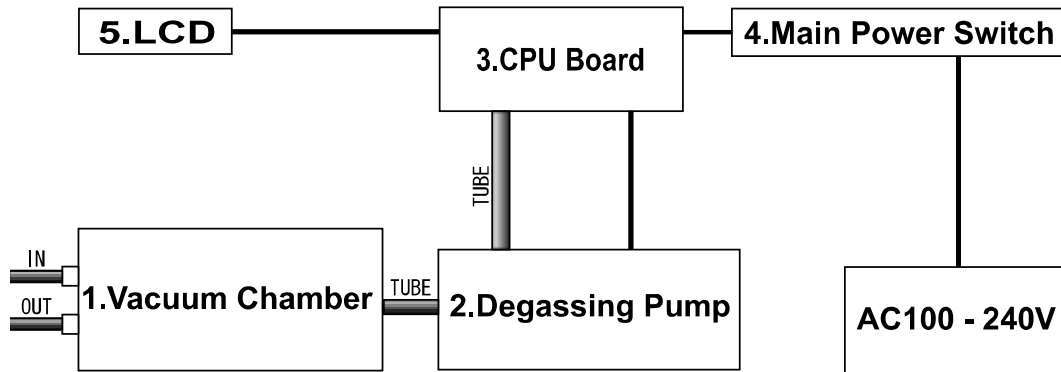 5.LCD
3.CPU Board
4.Main Power Switch
TUBE
IN
OUT
1.Vacuum Chamber
TUBE
2.Degassing Pump
AC100 - 240V